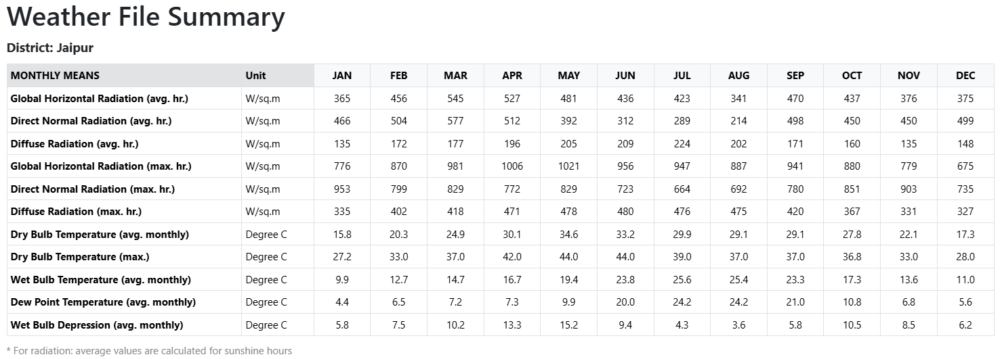 Weather File Summary
District: Jaipur
MONTHLY MEANS Unit JAN FEB MAR APR MAY JUN JUL AUG SEP OCT NOV DEC
Global Horizontal Radiation (avg. hr.) W/sq.m 365 456 545 527 481 436 423 341 470 437 376 375
Direct Normal Radiation (avg. hr.) W/sq.m 466 504 577 512 392 312 289 214 498 450 450 499
Diffuse Radiation (avg. hr.) W/sq.m 135 172 177 196 205 209 224 202 171 160 135 148
Global Horizontal Radiation (max. hr.) W/sq.m 776 870 981 1006 1021 956 947 887 941 880 779 675
Direct Normal Radiation (max. hr.) W/sq.m 953 799 829 772 829 723 664 692 780 851 903 735
Diffuse Radiation (max. hr.) W/sq.m 335 402 418 471 478 480 476 475 420 367 331 327
Dry Bulb Temperature (avg. monthly) Degree C 15.8 20.3 24.9 30.1 34.6 33.2 29.9 29.1 29.1 27.8 22.1 17.3
Dry Bulb Temperature (max.) Degree C 27.2 33.0 37.0 42.0 44.0 44.0 39.0 37.0 37.0 36.8 33.0 28.0
Wet Bulb Temperature (avg. monthly) Degree C 9.9 12.7 14.7 16.7 19.4 23.8 25.6 25.4 23.3 17.3 13.6 11.0
Dew Point Temperature (avg. monthly) Degree C 4.4 6.5 7.2 7.3 9.9 20.0 24.2 24.2 21.0 10.8 6.8 5.6
Wet Bulb Depression (avg. monthly) Degree C 5.8 7.5 10.2 13.3 15.2 9.4 4.3 3.6 5.8 10.5 8.5 6.2
* For radiation: average values are calculated for sunshine hours